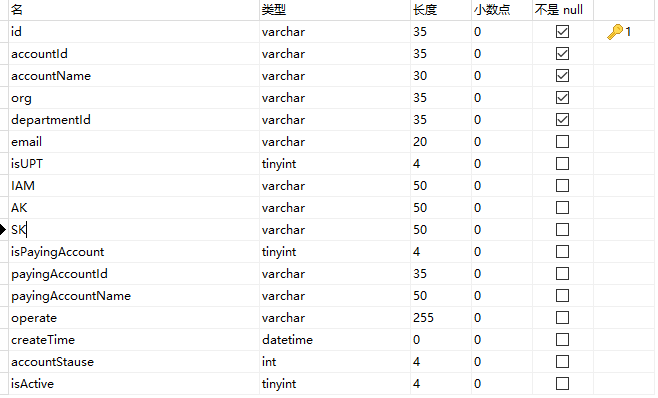 名 类型 长度 小数点 不是 null
id varchar 35 0 1
accountId varchar 35 0
accountName varchar 30 0
org varchar 35 0
departmentId varchar 35 0
email varchar 20 0
isUPT tinyint 4 0
IAM varchar 50 0
AK varchar 50 0
SK varchar 50 0
isPayingAccount tinyint 4 0
payingAccountId varchar 35 0
payingAccountName varchar 50 0
operate varchar 255 0
createTime datetime 0 0
accountStause int 4 0
isActive tinyint 4 0